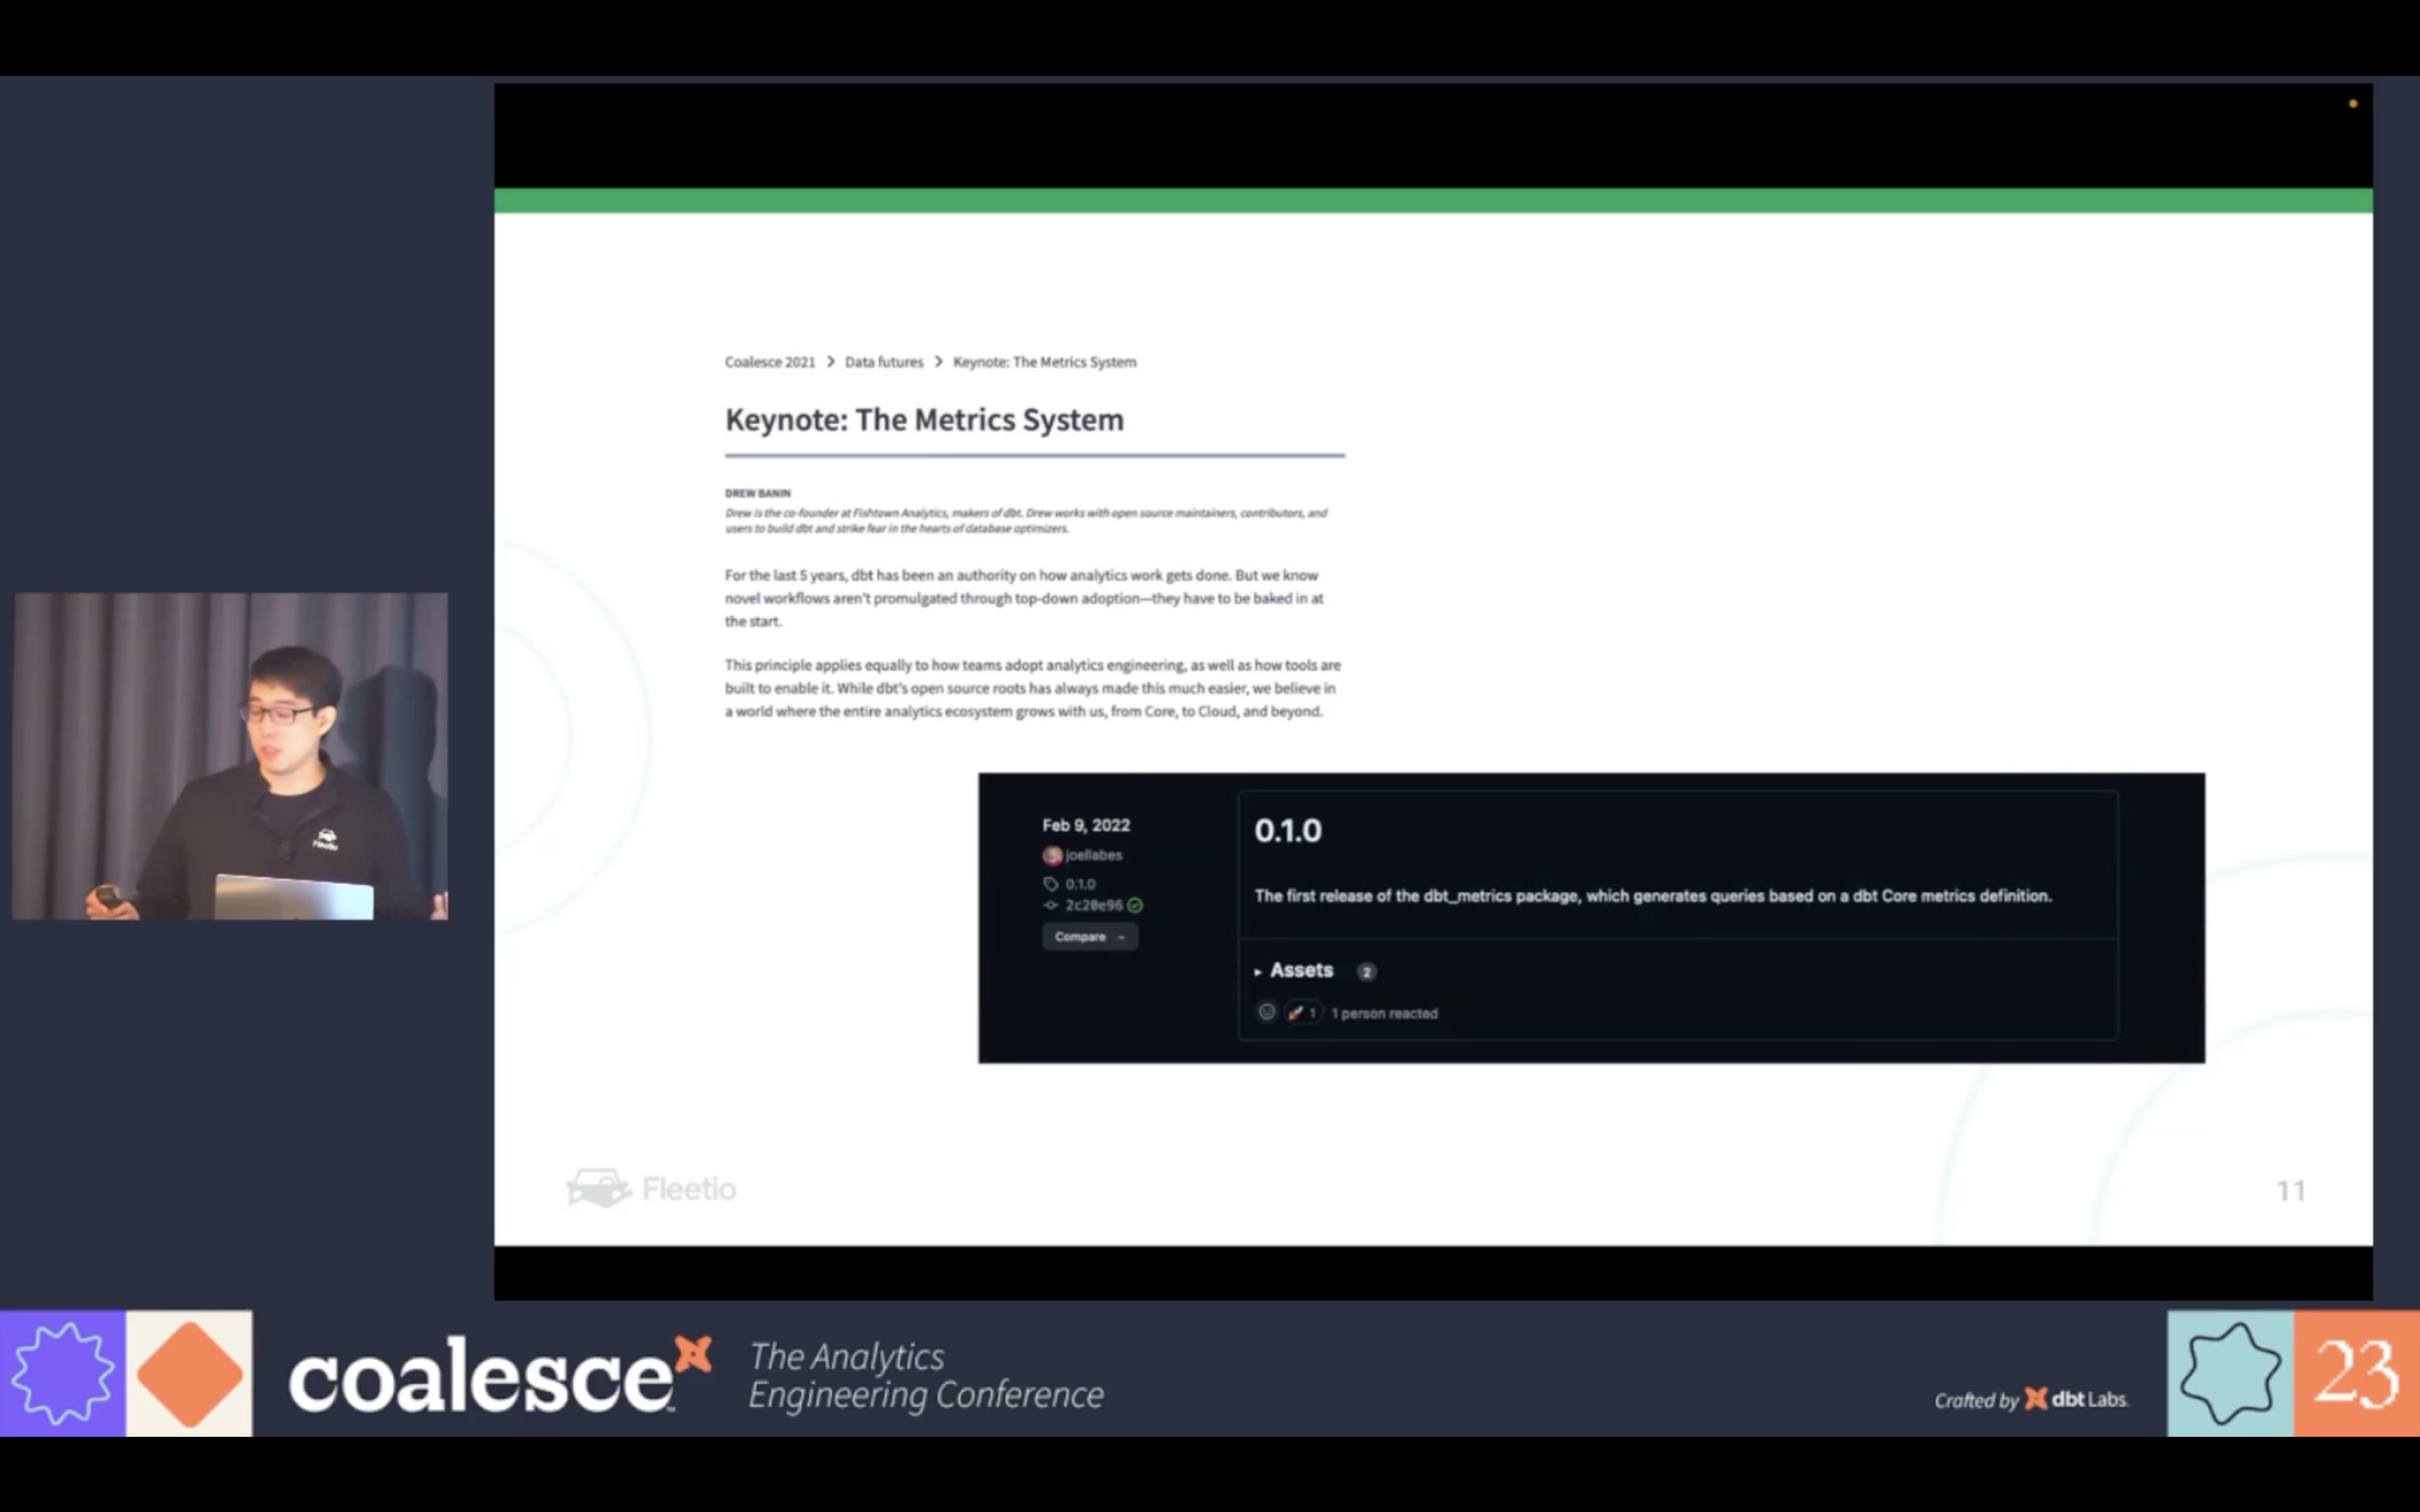 Coalesce 2021 > Data futures > Keynote: The Metrics System
Keynote: The Metrics System
DREW BANIN
Drew is the co-founder at Fishtown Analytics, makers of dbt. Drew works with open source maintainers, contributors, and
users to build dbt and strike fear in the hearts of database optimizers.
For the last 5 years, dbt has been an authority on how analytics work gets done. But we know
novel workflows aren't promulgated through top-down adoption—they have to be baked in at
the start.
This principle applies equally to how teams adopt analytics engineering, as well as how tools are
built to enable it. While dbt's open source roots has always made this much easier, we believe in
a world where the entire analytics ecosystem grows with us, from Core, to Cloud, and beyond.
Feb 9, 2022
joellabes
0.1.0
2c28e96
Compare
0.1.0
The first release of the dbt_metrics package, which generates queries based on a dbt Core metrics definition.
Assets 2
1 1 person reacted
Fleetio
Fleetio
11
coalesce
The Analytics
Engineering Conference
Crafted by dbt Labs
23